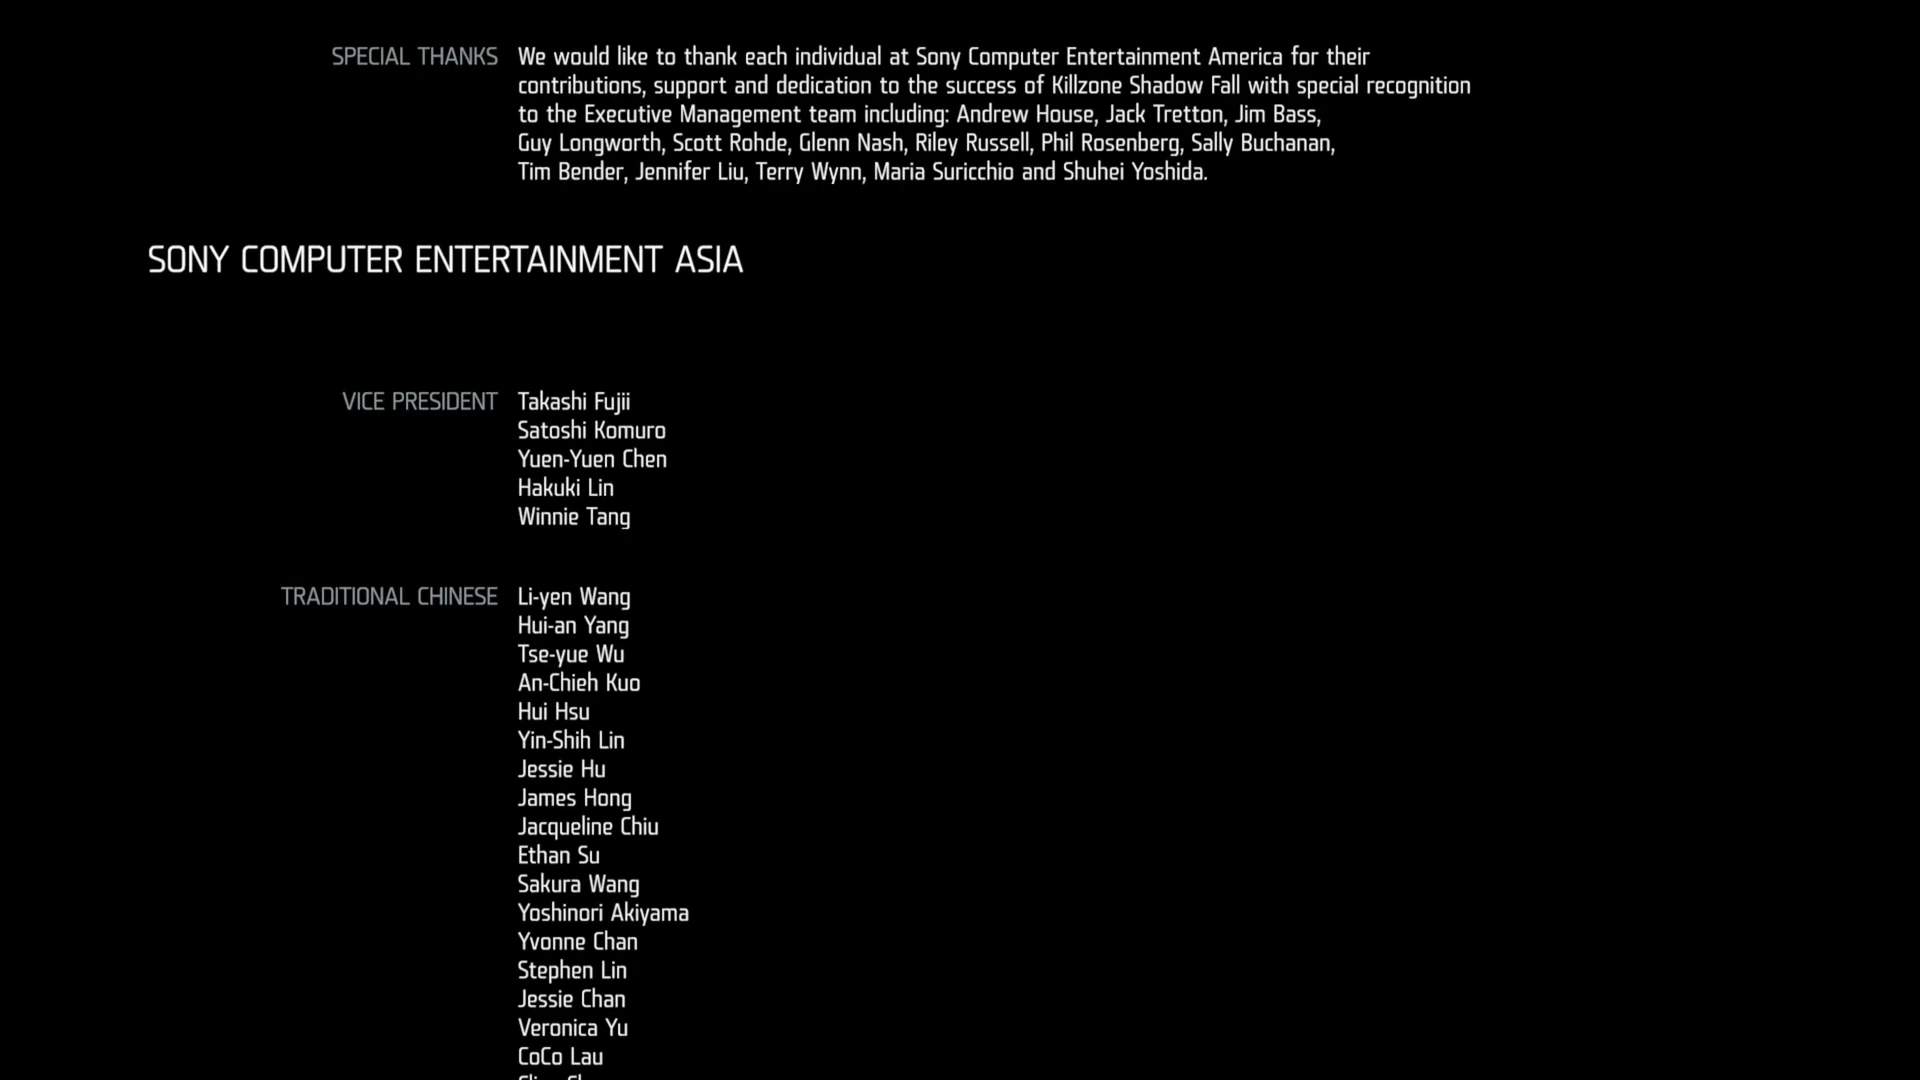 SPECIAL THANKS We would like to thank each individual at Sony Computer Entertainment America for their
contributions, support and dedication to the success of Killzone Shadow Fall with special recognition
to the Executive Management team including: Andrew House, Jack Tretton, Jim Bass,
Guy Longworth, Scott Rohde, Glenn Nash, Riley Russell, Phil Rosenberg, Sally Buchanan,
Tim Bender, Jennifer Liu, Terry Wynn, Maria Suricchio and Shuhei Yoshida.
SONY COMPUTER ENTERTAINMENT ASIA
VICE PRESIDENT Takashi Fujii
Satoshi Komuro
Yuen-Yuen Chen
Hakuki Lin
Winnie Tang
TRADITIONAL CHINESE Li-yen Wang
Hui-an Yang
Tse-yue Wu
An-Chieh Kuo
Hui Hsu
Yin-Shih Lin
Jessie Hu
James Hong
Jacqueline Chiu
Ethan Su
Sakura Wang
Yoshinori Akiyama
Yvonne Chan
Stephen Lin
Jessie Chan
Veronica Yu
CoCo Lau